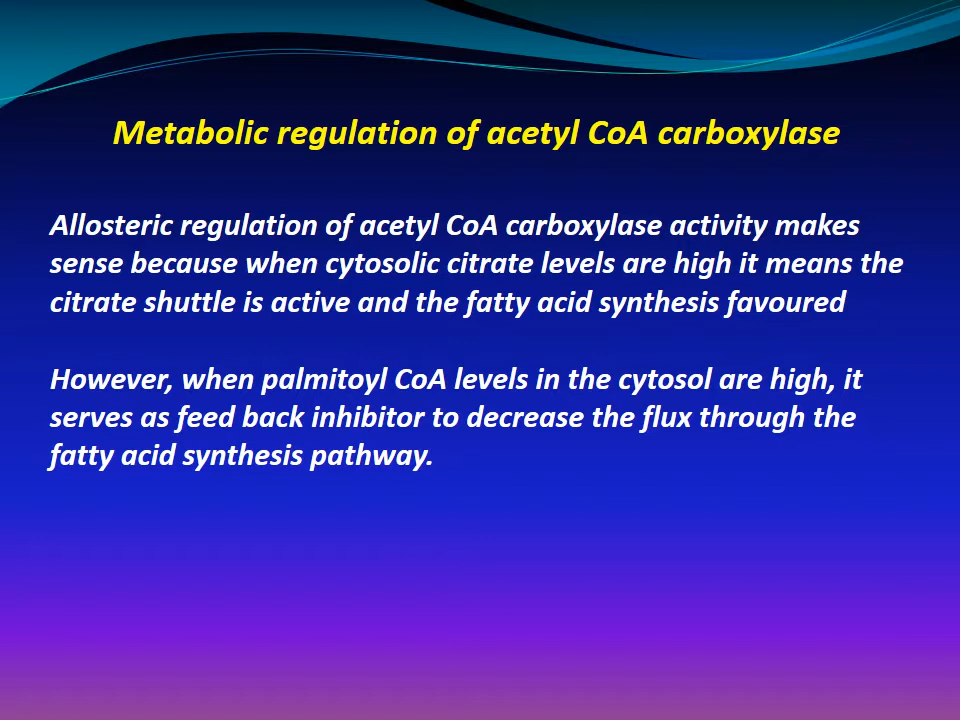 Metabolic regulation of acetyl CoA carboxylase
Allosteric regulation of acetyl CoA carboxylase activity makes
sense because when cytosolic citrate levels are high it means the
citrate shuttle is active and the fatty acid synthesis favoured
However, when palmitoyl CoA levels in the cytosol are high, it
serves as feed back inhibitor to decrease the flux through the
fatty acid synthesis pathway.